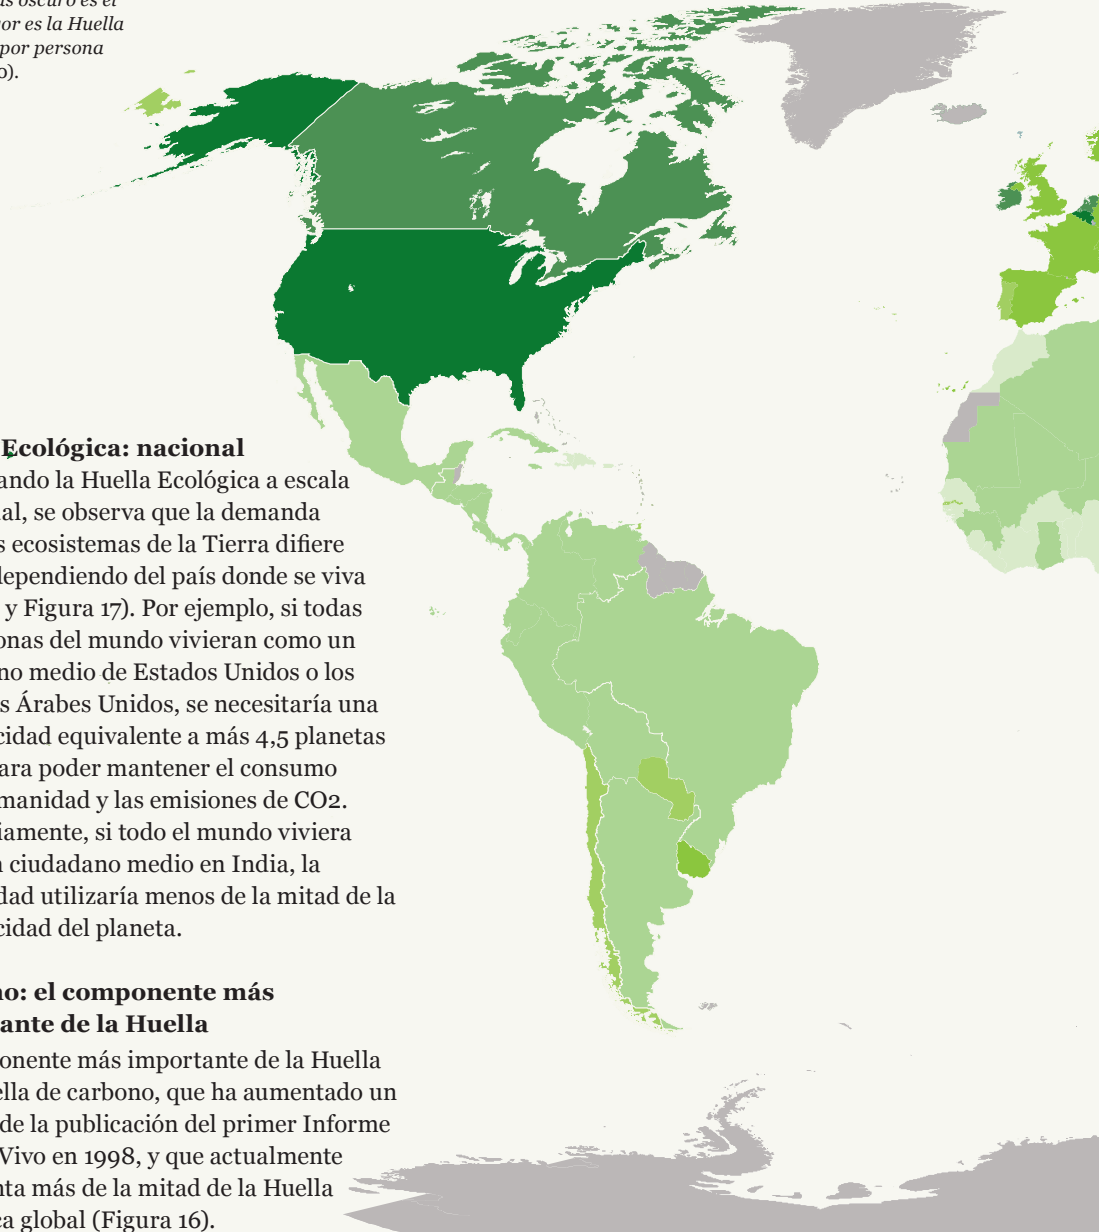 ás oscuro es el
or es la Huella
por persona
o).
Ecológica: nacional
ando la Huella Ecológica a escala
al, se observa que la demanda
s ecosistemas de la Tierra difiere
dependiendo del país donde se viva
y Figura 17). Por ejemplo, si todas
onas del mundo vivieran como un
no medio de Estados Unidos o los
s Árabes Unidos, se necesitaría una
cidad equivalente a más 4,5 planetas
ara poder mantener el consumo
manidad y las emisiones de CO2.
iamente, si todo el mundo viviera
n ciudadano medio en India, la
dad utilizaría menos de la mitad de la
cidad del planeta.
no: el componente más
ante de la Huella
onente más importante de la Huella
ella de carbono, que ha aumentado un
de la publicación del primer Informe
Vivo en 1998, y que actualmente
nta más de la mitad de la Huella
ca global (Figura 16).